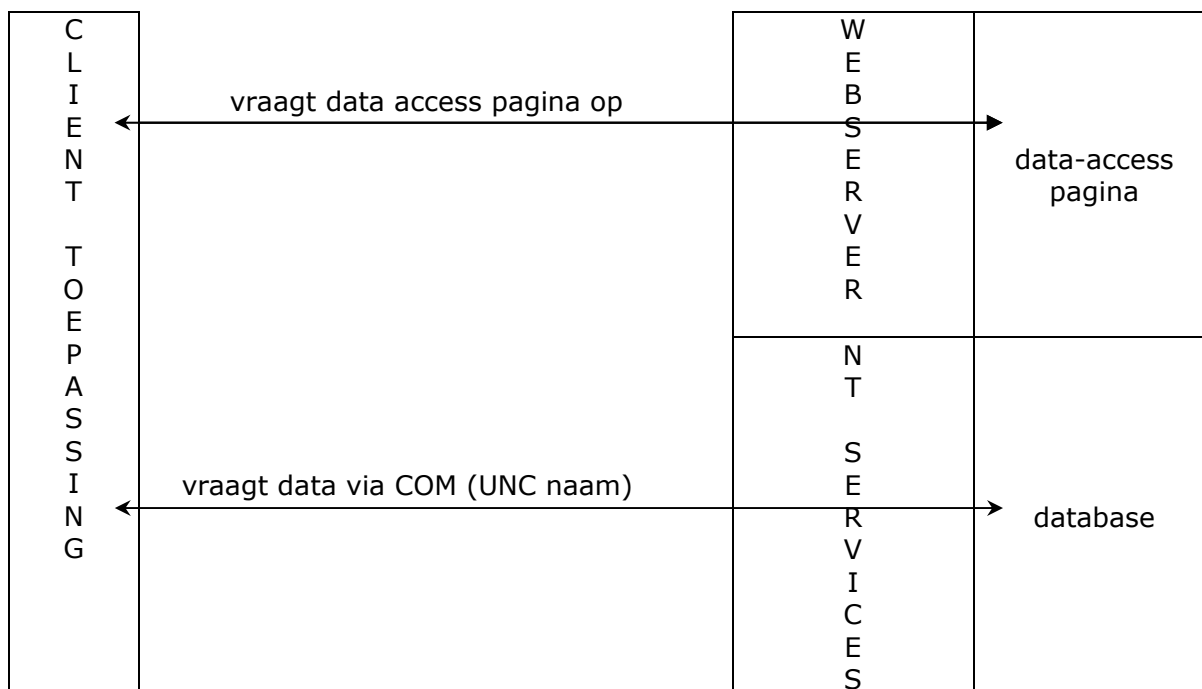 CLIENT TOEPASSING
vraagt data access pagina op
WEBSERVER
data-access
pagina
vraagt data via COM (UNC naam)
NT SERVICES
database